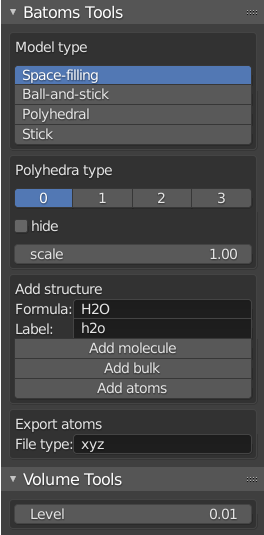 Batoms Tools
Model type
Space-filling
Ball-and-stick
Polyhedral
Stick
Polyhedra type
0 1 2 3
hide
scale 1.00
Add structure
Formula: H2O
Label: h2o
Add molecule
Add bulk
Add atoms
Export atoms
File type: xyz
Volume Tools
Level 0.01